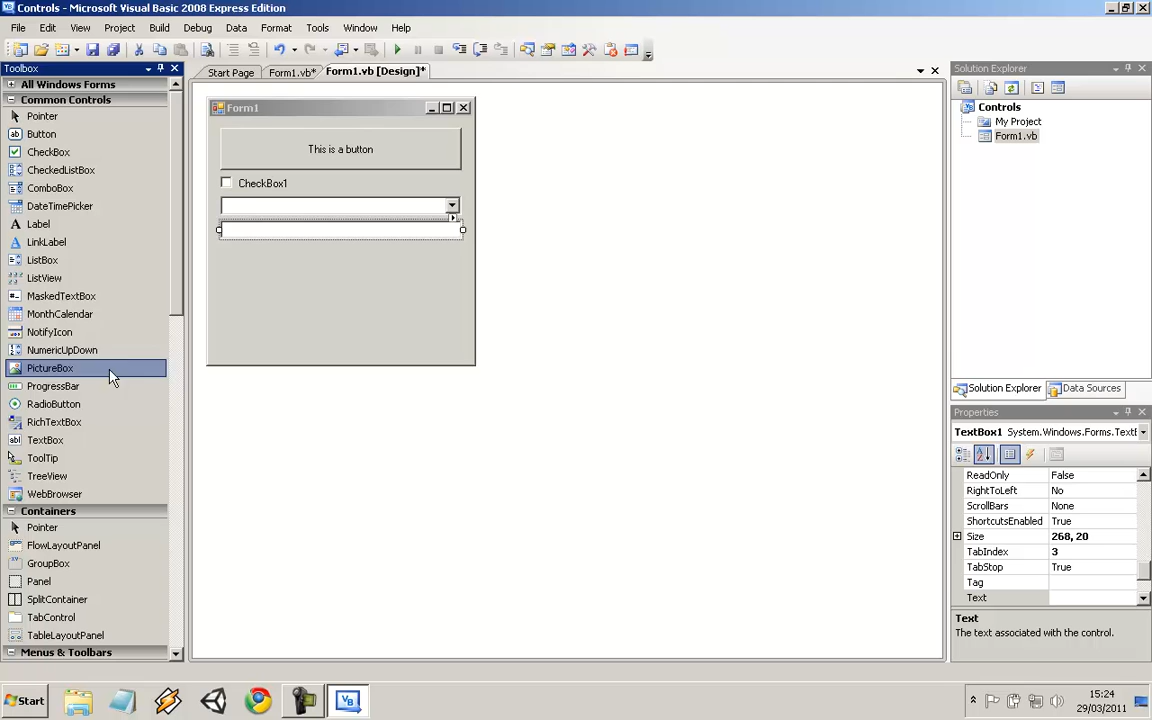 Controls - Microsoft Visual Basic 2008 Express Edition
File Edit View Project Build Debug Data Format Tools Window Help
Toolbox
All Windows Forms
Common Controls
Pointer
Button
CheckBox
CheckedListBox
ComboBox
DateTimePicker
Label
LinkLabel
ListBox
ListView
MaskedTextBox
MonthCalendar
NotifyIcon
NumericUpDown
PictureBox
ProgressBar
RadioButton
RichTextBox
TextBox
ToolTip
TreeView
WebBrowser
Containers
Pointer
FlowLayoutPanel
GroupBox
Panel
SplitContainer
TabControl
TableLayoutPanel
Menus & Toolbars
Start Page Form1.vb* Form1.vb [Design]*
Form1
This is a button
CheckBox1
Solution Explorer
Controls
My Project
Form1.vb
Solution Explorer Data Sources
Properties
TextBox1 System.Windows.Forms.TextB
ReadOnly False
RightToLeft No
ScrollBars None
ShortcutsEnabled True
Size 268, 20
TabIndex 3
TabStop True
Tag
Text
Text
The text associated with the control.
Start
15:24
29/03/2011